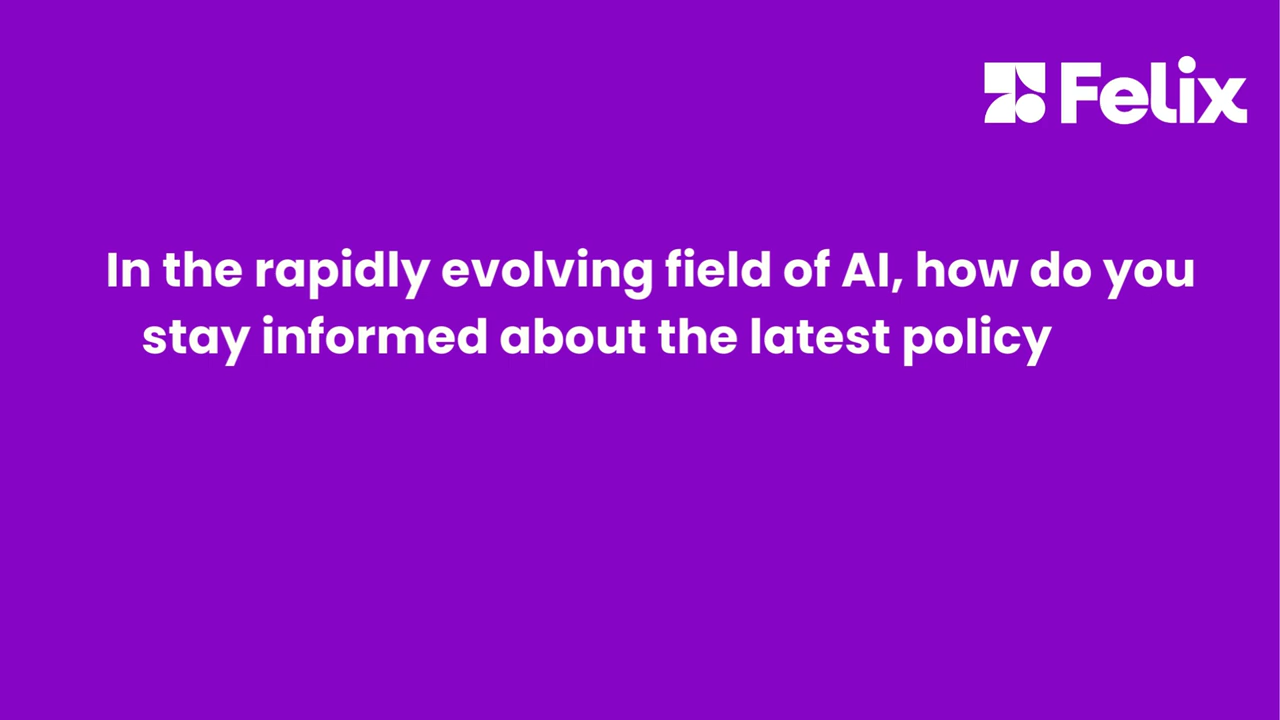 Felix
In the rapidly evolving field of AI, how do you
stay informed about the latest policy